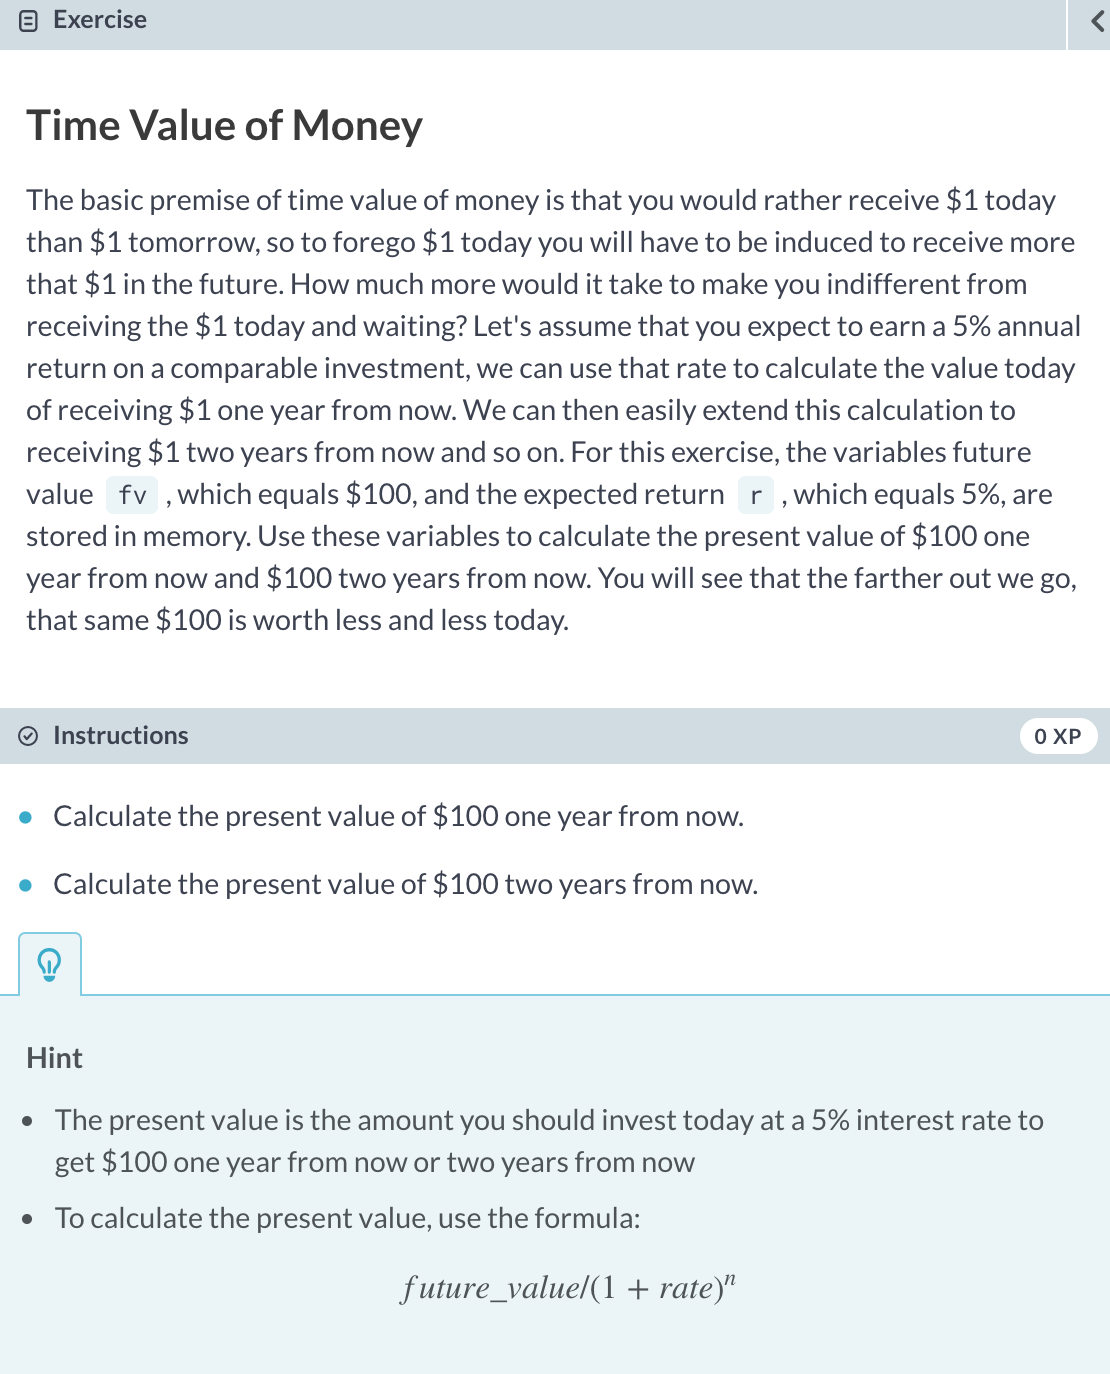 Exercise
Time Value of Money
The basic premise of time value of money is that you would rather receive $1 today
than $1 tomorrow, so to forego $1 today you will have to be induced to receive more
that $1 in the future. How much more would it take to make you indifferent from
receiving the $1 today and waiting? Let's assume that you expect to earn a 5% annual
return on a comparable investment, we can use that rate to calculate the value today
of receiving $1 one year from now. We can then easily extend this calculation to
receiving $1 two years from now and so on. For this exercise, the variables future
value fv , which equals $100, and the expected return r , which equals 5%, are
stored in memory. Use these variables to calculate the present value of $100 one
year from now and $100 two years from now. You will see that the farther out we go,
that same $100 is worth less and less today.
Instructions
0 XP
Calculate the present value of $100 one year from now.
Calculate the present value of $100 two years from now.
Hint
The present value is the amount you should invest today at a 5% interest rate to
get $100 one year from now or two years from now
To calculate the present value, use the formula:
future_value/(1 + rate)ⁿ